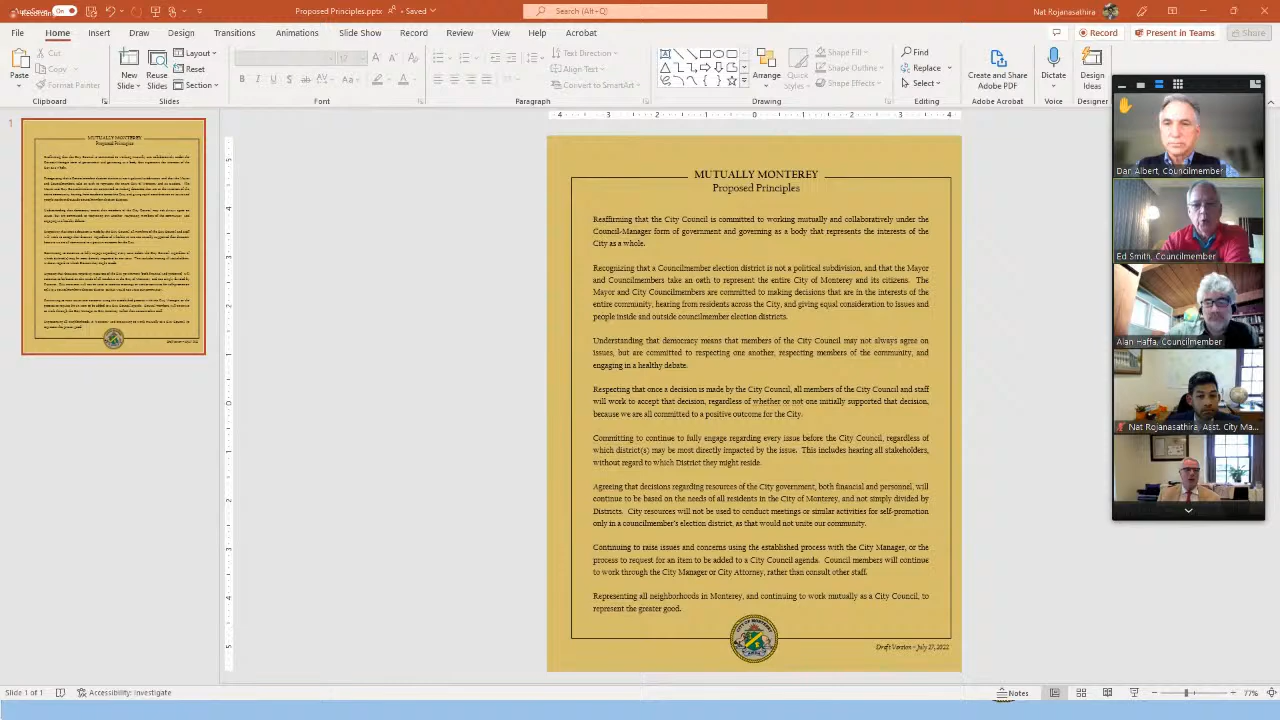 AutoSave On
Proposed Principles.pptx
Saved
Search (Alt+Q)
Nat Rojanasathira
File Home Insert Draw Design Transitions Animations Slide Show Record Review View Help Acrobat
Record Present in Teams Share
Paste Cut Copy Format Painter
New Slides Reuse Slides Layout Reset Section
12
Text Direction Align Text Convert to SmartArt
Arrange Quick Styles Shape Fill Shape Outline Shape Effects
Find Replace Select
Create and Share Adobe PDF
Dictate
Design Ideas
Clipboard Slides Font Paragraph Drawing Editing Adobe Acrobat Voice Designer
1
MUTUALLY MONTEREY
Proposed Principles
MUTUALLY MONTEREY
Proposed Principles
Reaffirming that the City Council is committed to working mutually and collaboratively under the
Council-Manager form of government and governing as a body that represents the interests of the
City as a whole.
Recognizing that a Councilmember election district is not a political subdivision, and that the Mayor
and Councilmembers take an oath to represent the entire City of Monterey and its citizens. The
Mayor and City Councilmembers are committed to making decisions that are in the interests of the
entire community, hearing from residents across the City, and giving equal consideration to issues and
people inside and outside councilmember election districts.
Understanding that democracy means that members of the City Council may not always agree on
issues, but are committed to respecting one another, respecting members of the community, and
engaging in a healthy debate.
Respecting that once a decision is made by the City Council, all members of the City Council and staff
will work to accept that decision, regardless of whether or not one initially supported that decision,
because we are all committed to a positive outcome for the City.
Committing to continue to fully engage regarding every issue before the City Council, regardless of
which district(s) may be most directly impacted by the issue. This includes hearing all stakeholders,
without regard to which District they might reside.
Agreeing that decisions regarding resources of the City government, both financial and personnel, will
continue to be based on the needs of all residents in the City of Monterey, and not simply divided by
Districts. City resources will not be used to conduct meetings or similar activities for self-promotion
only in a councilmember's election district, as that would not unite our community.
Continuing to raise issues and concerns using the established process with the City Manager, or the
process to request for an item to be added to a City Council agenda. Council members will continue
to work through the City Manager or City Attorney, rather than consult other staff.
Representing all neighborhoods in Monterey, and continuing to work mutually as a City Council, to
represent the greater good.
CITY OF MONTEREY
Draft Version – July 27, 2022
Dan Albert, Councilmember
Ed Smith, Councilmember
Alan Haffa, Councilmember
Nat Rojanasathira, Asst. City Ma...
Slide 1 of 1
Accessibility: Investigate
Notes
77%